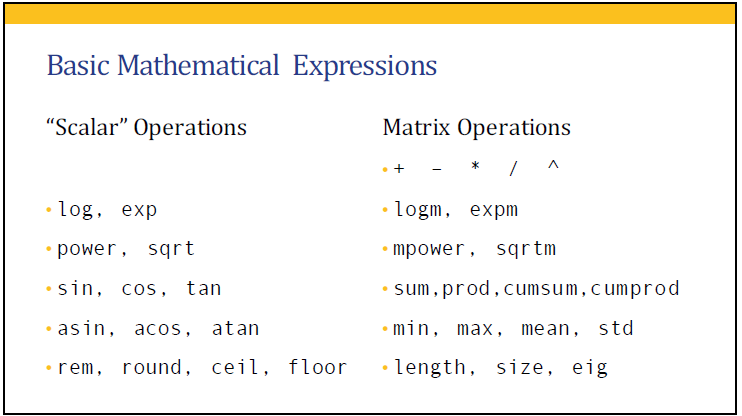 Basic Mathematical Expressions
“Scalar” Operations
• log, exp
• power, sqrt
• sin, cos, tan
• asin, acos, atan
• rem, round, ceil, floor
Matrix Operations
• + – * / ^
• logm, expm
• mpower, sqrtm
• sum,prod,cumsum,cumprod
• min, max, mean, std
• length, size, eig